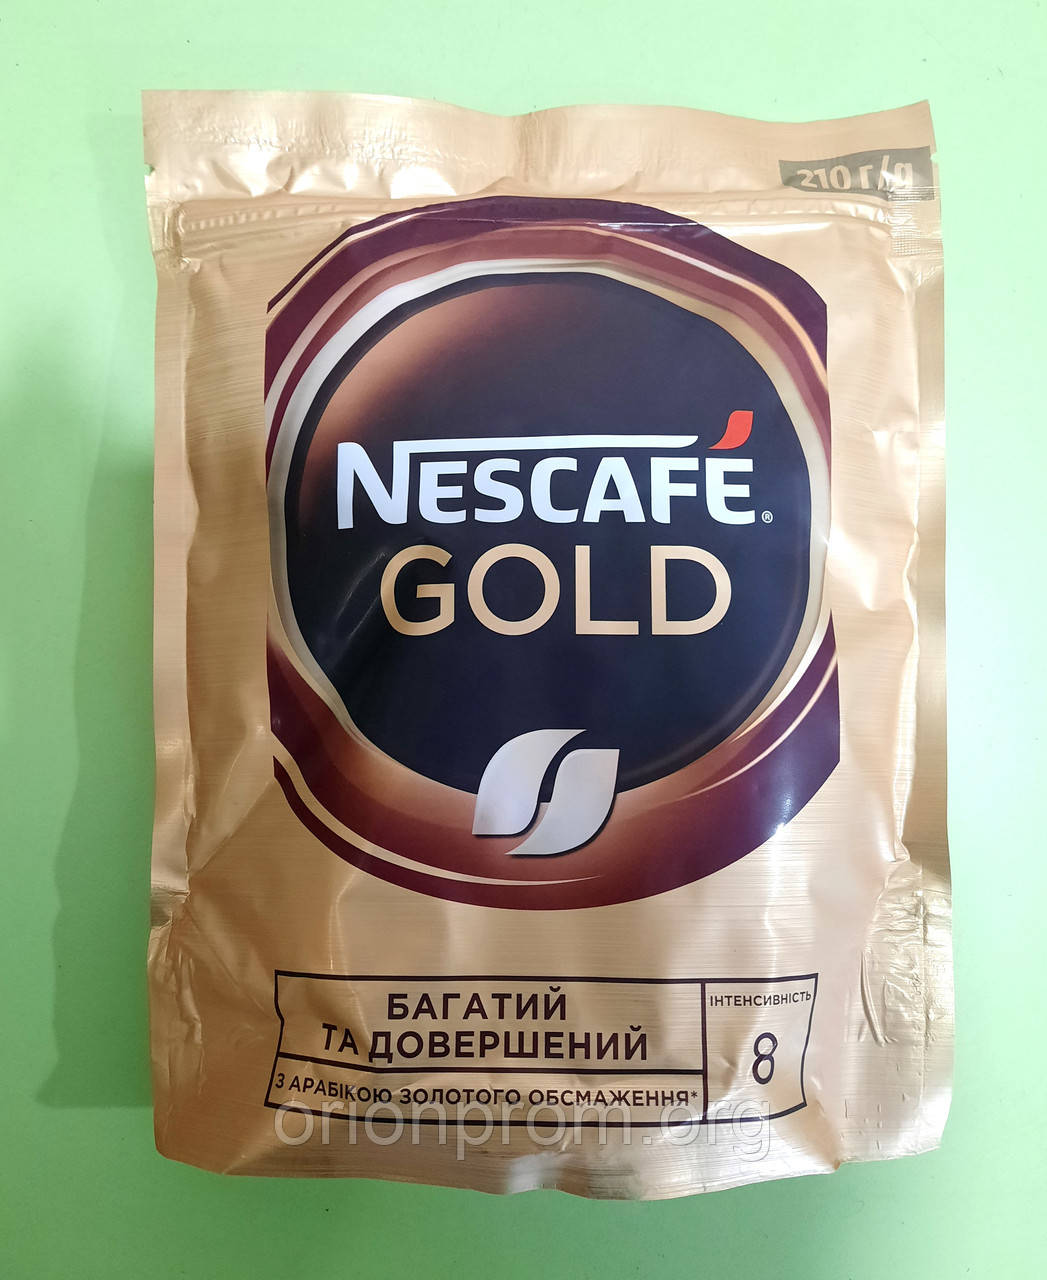 210 г/g
NESCAFÉ®
GOLD
БАГАТИЙ
ТА ДОВЕРШЕНИЙ
З АРАБІКОЮ ЗОЛОТОГО ОБСМАЖЕННЯ*
ІНТЕНСИВНІСТЬ
8
orionprom.org